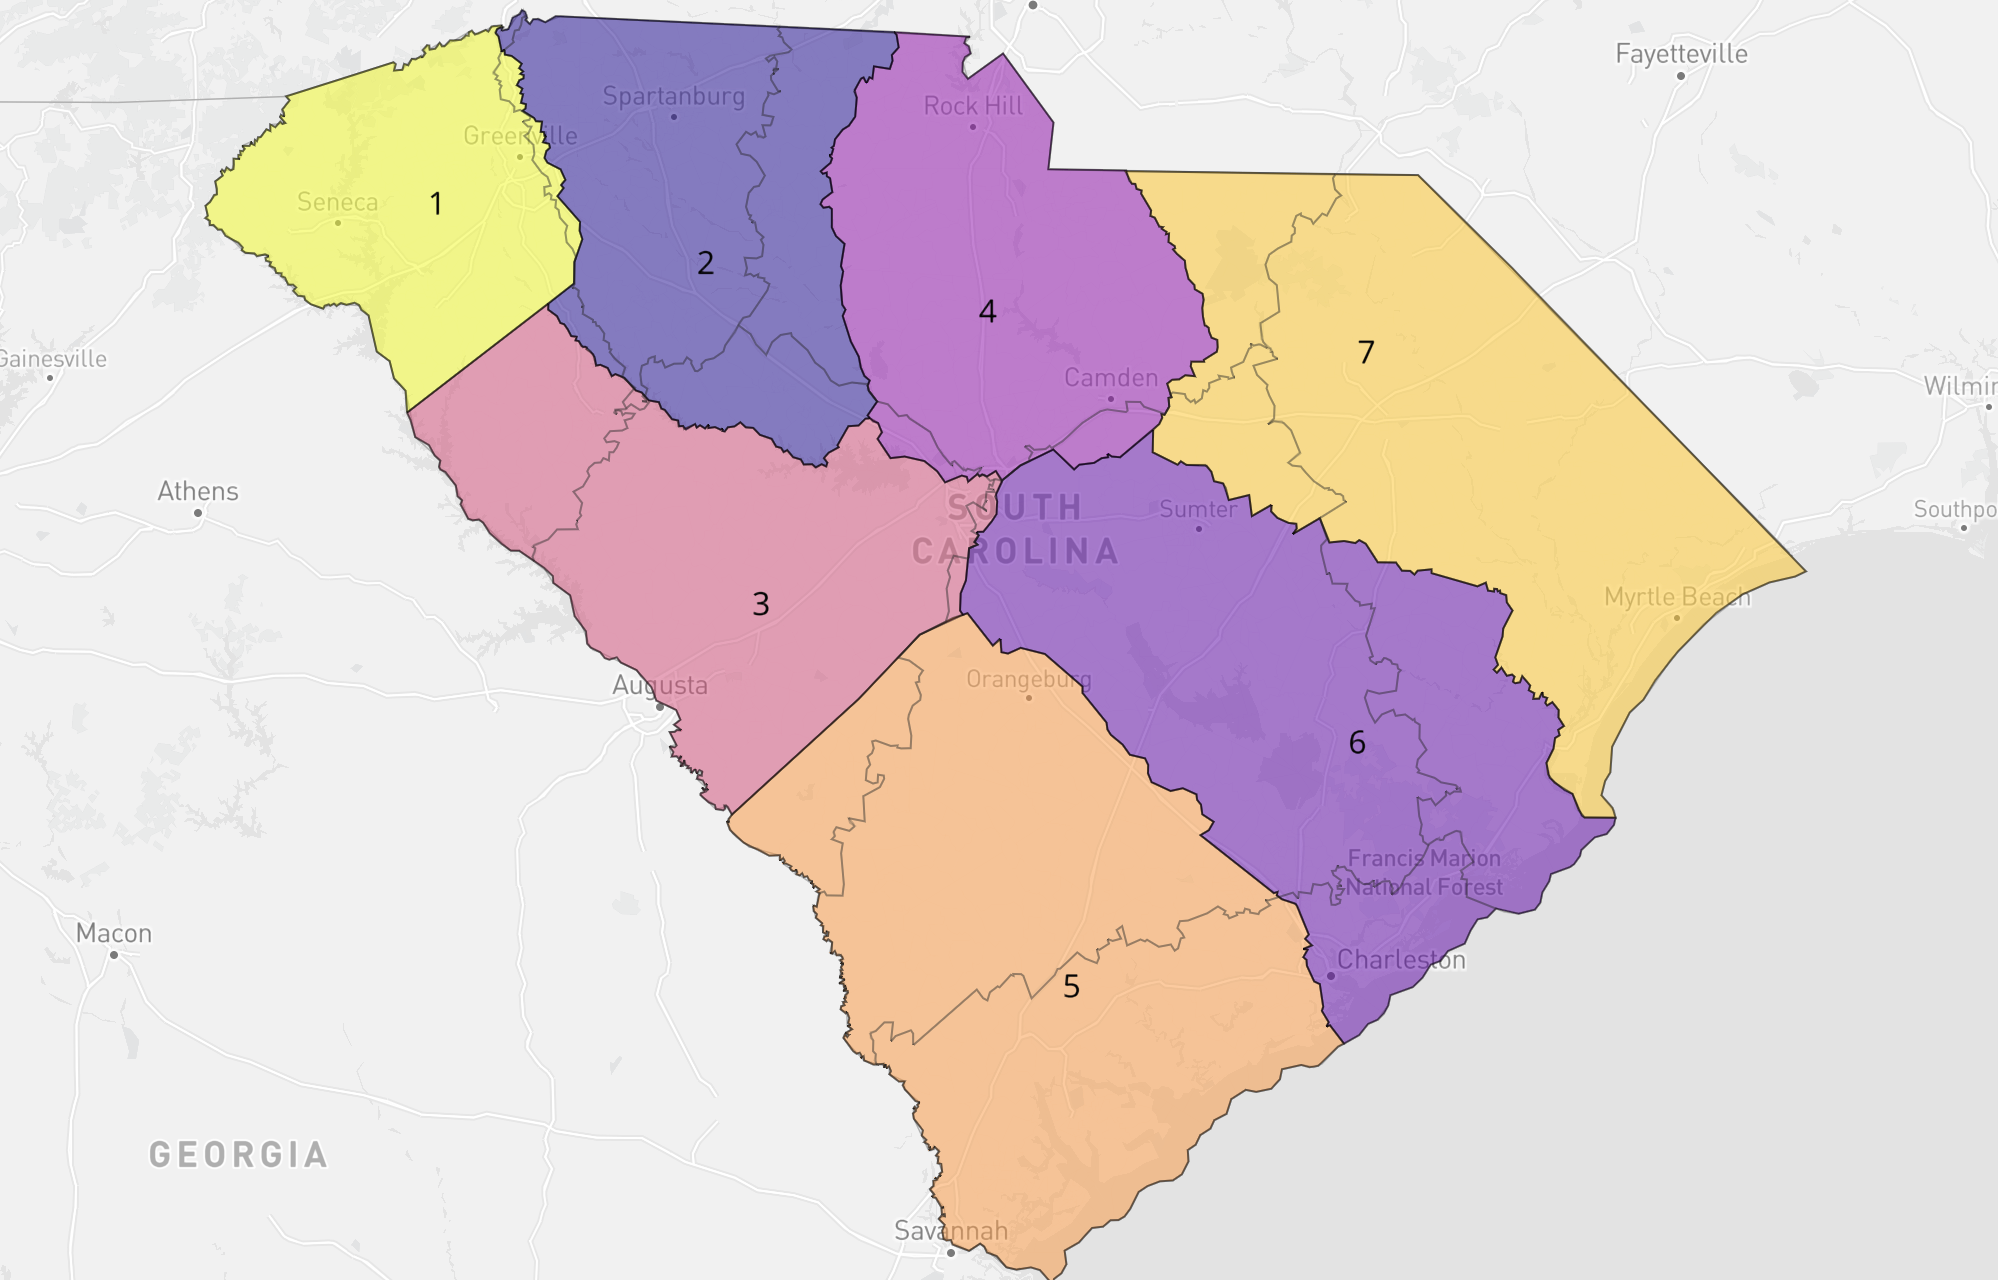 Fayetteville
Spartanburg
Rock Hill
Greenville
Seneca
1
2
4
7
Gainesville
Camden
Wilmin
Athens
SOUTH
CAROLINA
Sumter
Southpo
3
Myrtle Beach
Augusta
Orangeburg
6
Francis Marion
National Forest
Macon
Charleston
5
GEORGIA
Savannah